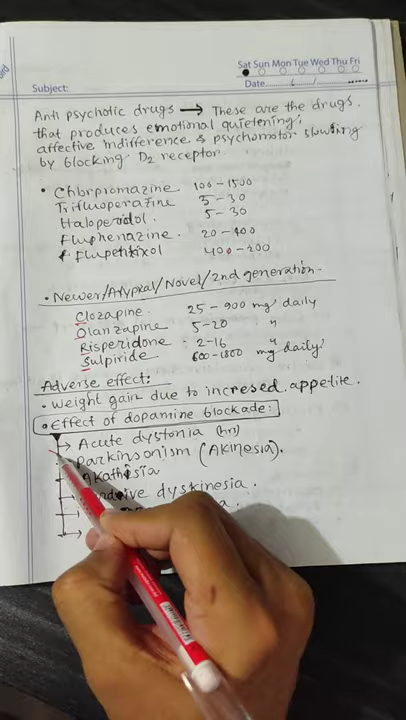 Sat Sun Mon Tue Wed Thu Fri
Subject:
Date 6 /
Anti psychotic drugs → These are the drugs.
that produces emotional quietening,
affective indifference & psychomotor slowing
by blocking D2 receptor
• Chlorpromazine 100-1500
Trifluoperazine 5-30
Haloperidol. 5-30
Fluphenazine. 20-400
Flupentixol 400-200
• Newer/Atypical/Novel/2nd generation.
Clozapine. 25-900 mg daily
Olanzapine 5-20 "
Risperidone - 2-16 "
Sulpiride 600-1800 mg daily
Adverse effect:
• Weight gain due to incresed appetite.
• Effect of dopamine blockade:
→ Acute dystonia (hrs)
Parkinsonism (Akinesia).
Akathisia
dyskinesia.